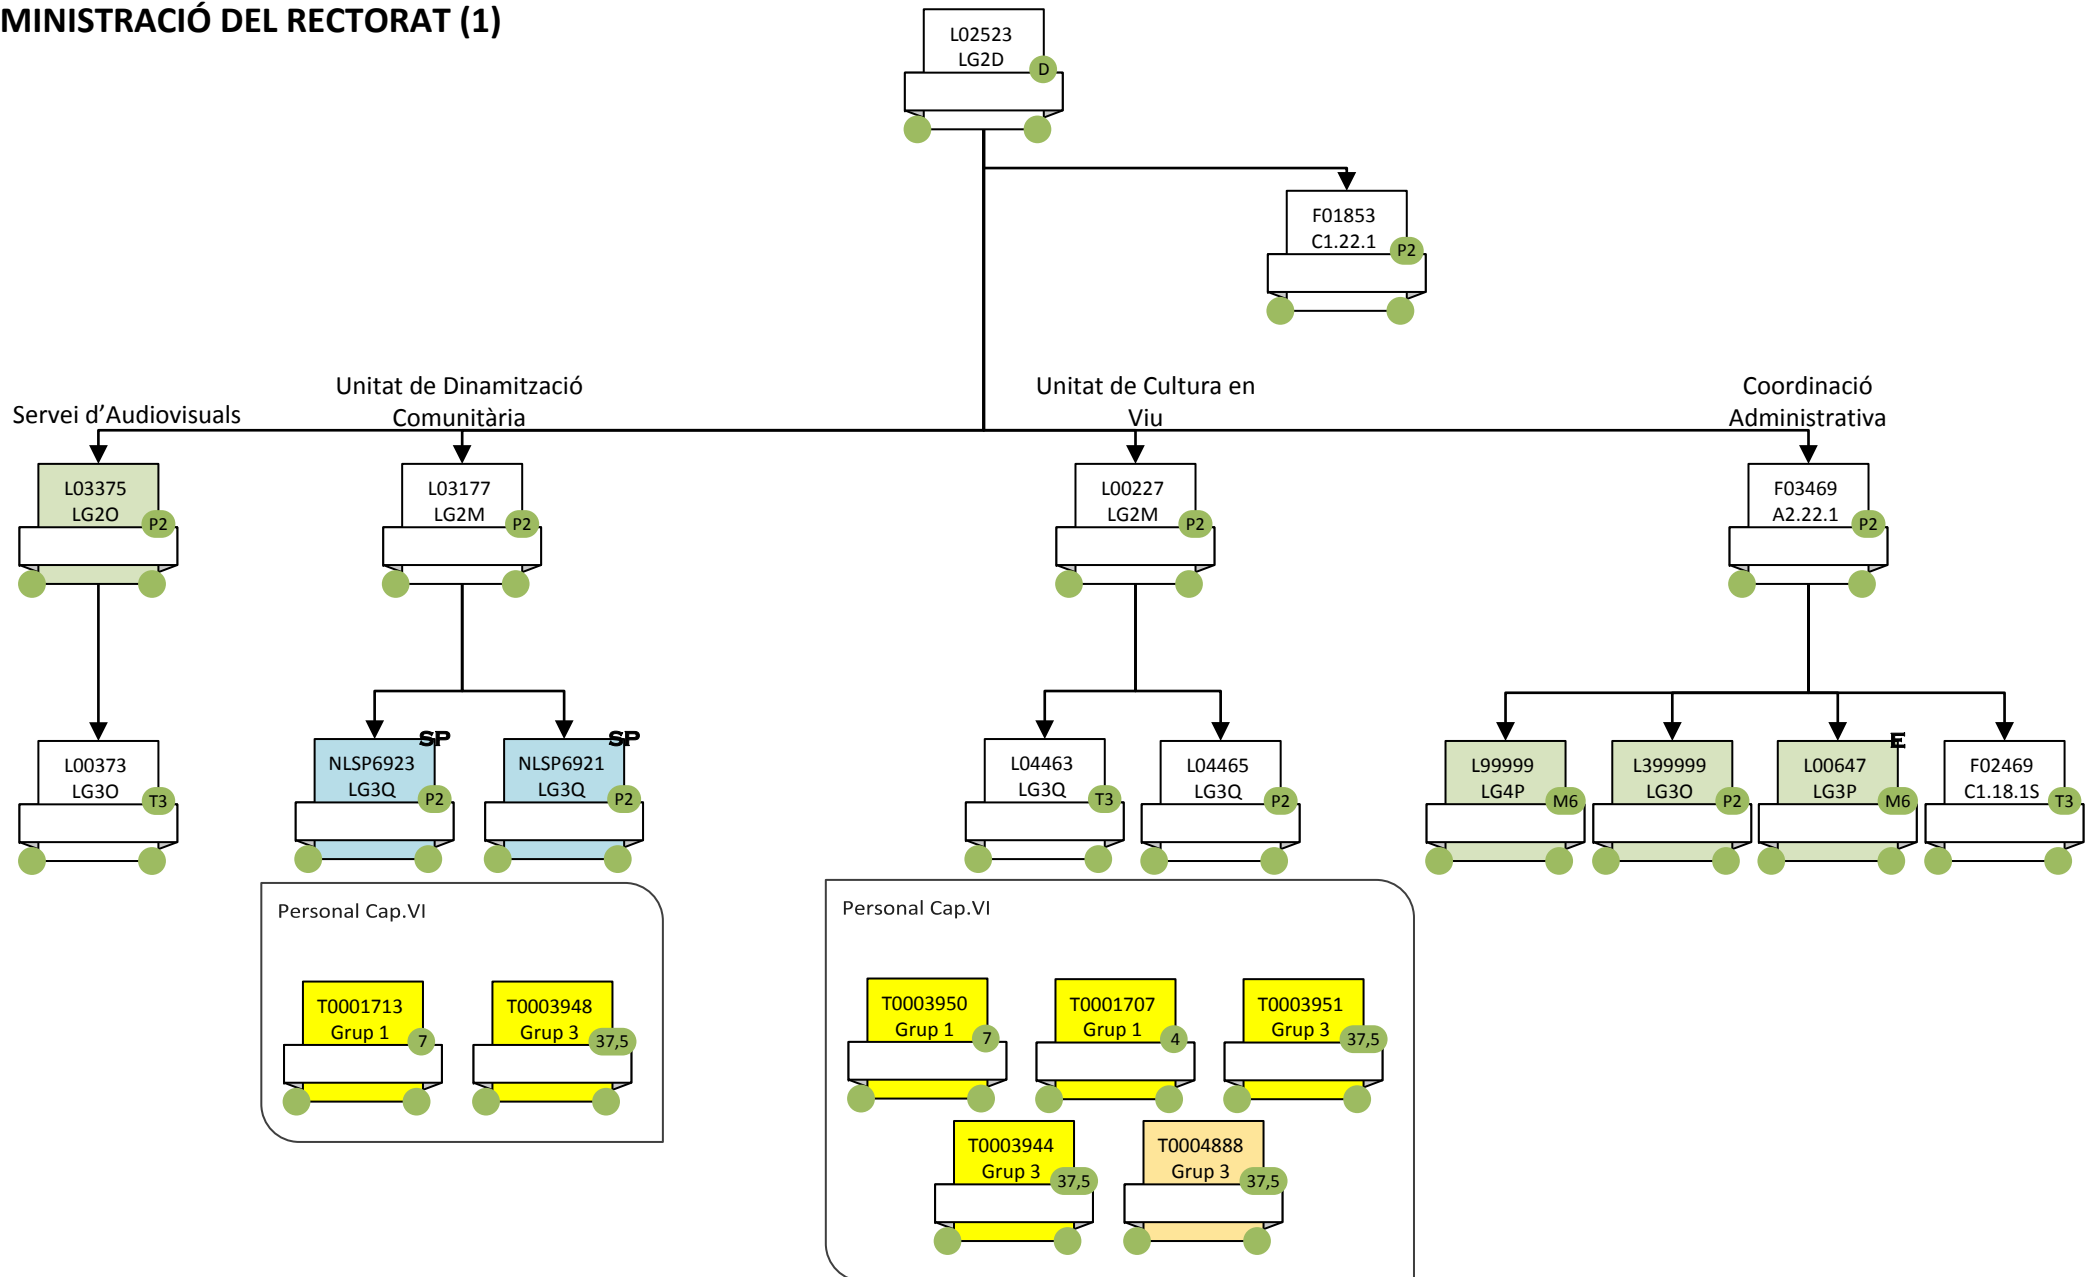 MINISTRACIÓ DEL RECTORAT (1)
L02523
LG2D
D
F01853
C1.22.1
P2
Servei d’Audiovisuals
Unitat de Dinamització
Comunitària
Unitat de Cultura en
Viu
Coordinació
Administrativa
L03375
LG2O
P2
L03177
LG2M
P2
L00227
LG2M
P2
F03469
A2.22.1
P2
L00373
LG3O
T3
SP
NLSP6923
LG3Q
P2
SP
NLSP6921
LG3Q
P2
L04463
LG3Q
T3
L04465
LG3Q
P2
L99999
LG4P
M6
L399999
LG3O
P2
E
L00647
LG3P
M6
F02469
C1.18.1S
T3
Personal Cap.VI
T0001713
Grup 1
7
T0003948
Grup 3
37,5
Personal Cap.VI
T0003950
Grup 1
7
T0001707
Grup 1
4
T0003951
Grup 3
37,5
T0003944
Grup 3
37,5
T0004888
Grup 3
37,5